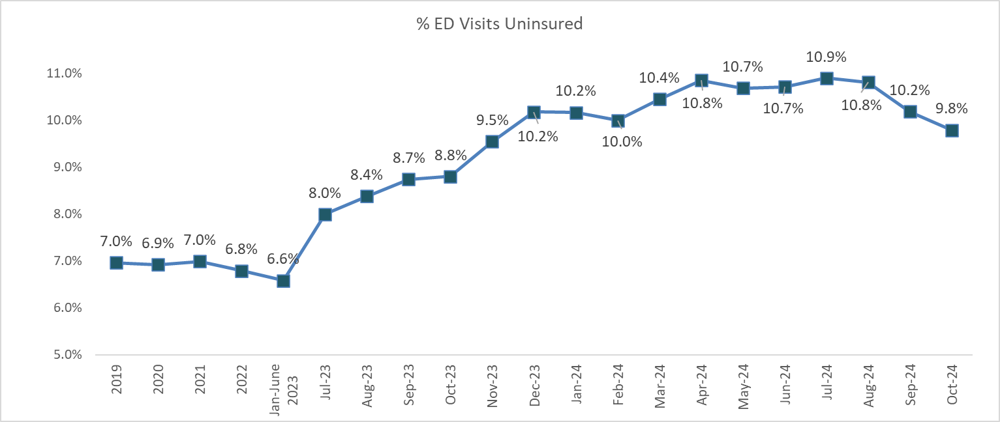 % ED Visits Uninsured
11.0%
10.0%
9.0%
8.0%
7.0%
6.0%
5.0%
7.0%
6.9%
7.0%
6.8%
6.6%
8.0%
8.4%
8.7%
8.8%
9.5%
10.2%
10.2%
10.0%
10.4%
10.8%
10.7%
10.7%
10.9%
10.8%
10.2%
9.8%
2019
2020
2021
2022
Jan-June
2023
Jul-23
Aug-23
Sep-23
Oct-23
Nov-23
Dec-23
Jan-24
Feb-24
Mar-24
Apr-24
May-24
Jun-24
Jul-24
Aug-24
Sep-24
Oct-24